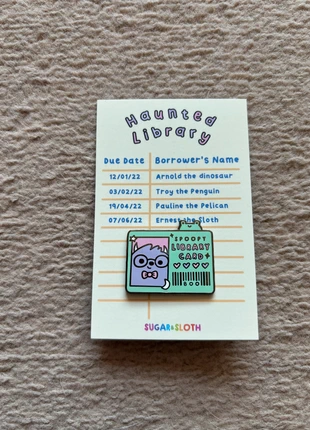 Haunted
Library
Due Date Borrower's Name
12/01/22 Arnold the dinosaur
03/02/22 Troy the Penguin
19/04/22 Pauline the Pelican
07/06/22 Ernest the Sloth
SPOOPY
LIBRARY
CARD
BOO
SUGAR & SLOTH